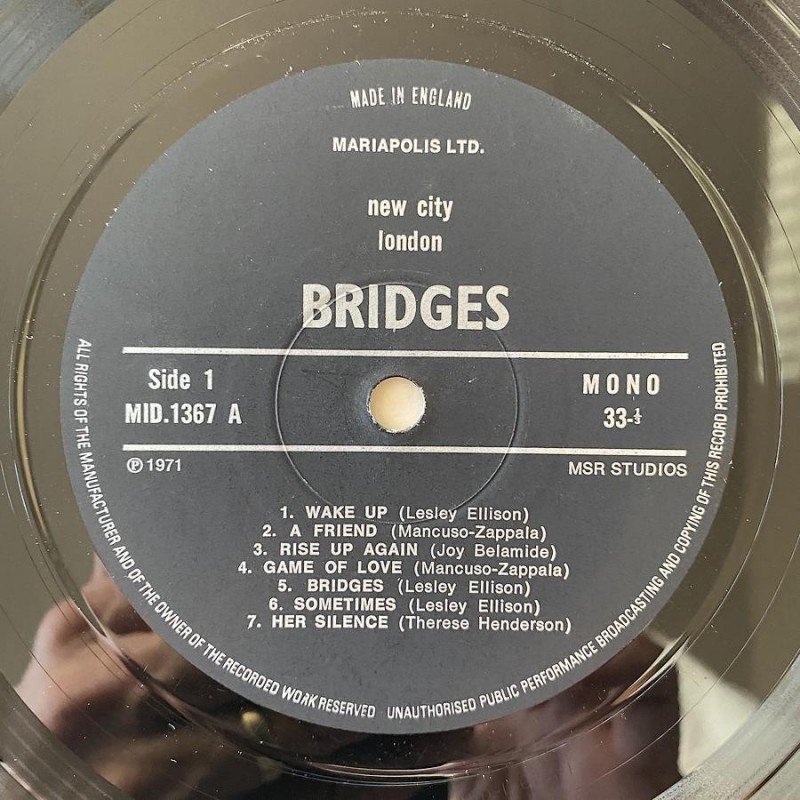 MADE IN ENGLAND
MARIAPOLIS LTD.
new city
london
BRIDGES
Side 1
MID.1367 A
MONO
33-⅓
℗ 1971
MSR STUDIOS
1. WAKE UP (Lesley Ellison)
2. A FRIEND (Mancuso-Zappala)
3. RISE UP AGAIN (Joy Belamide)
4. GAME OF LOVE (Mancuso-Zappala)
5. BRIDGES (Lesley Ellison)
6. SOMETIMES (Lesley Ellison)
7. HER SILENCE (Therese Henderson)
ALL RIGHTS OF THE MANUFACTURER AND OF THE OWNER OF THE RECORDED WORK RESERVED UNAUTHORISED PUBLIC PERFORMANCE BROADCASTING AND COPYING OF THIS RECORD PROHIBITED